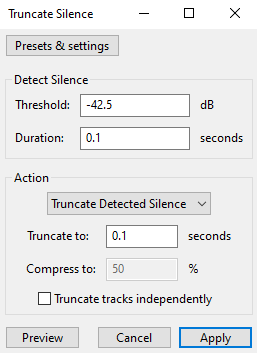 Truncate Silence
Presets & settings
Detect Silence
Threshold: -42.5 dB
Duration: 0.1 seconds
Action
Truncate Detected Silence
Truncate to: 0.1 seconds
Compress to: 50 %
Truncate tracks independently
Preview Cancel Apply